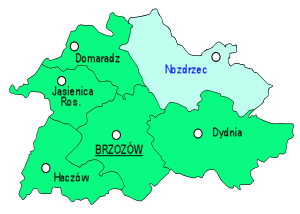 Domaradz
Nozdrzec
Jasienica
Ros.
Dydnia
BRZOZÓW
Haczów